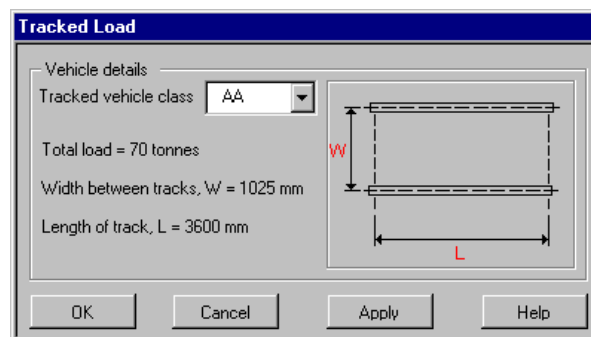 Tracked Load
Vehicle details
Tracked vehicle class AA
Total load = 70 tonnes
Width between tracks, W = 1025 mm
Length of track, L = 3600 mm
W
L
OK Cancel Apply Help